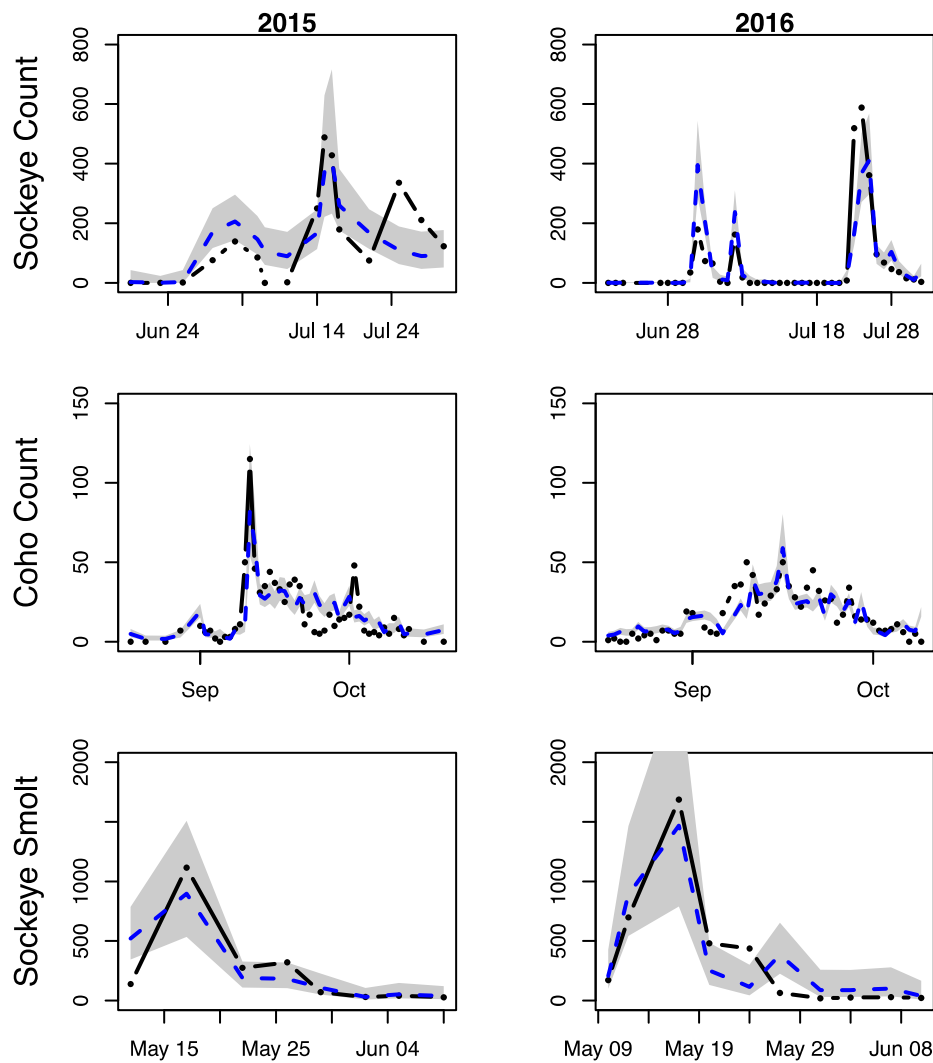 2015
2016
Sockeye Count
0 200 400 600 800
0 200 400 600 800
Jun 24 Jul 14 Jul 24
Jun 28 Jul 18 Jul 28
Coho Count
0 50 100 150
0 50 100 150
Sep Oct
Sep Oct
Sockeye Smolt
0 500 1000 2000
0 500 1000 2000
May 15 May 25 Jun 04
May 09 May 19 May 29 Jun 08